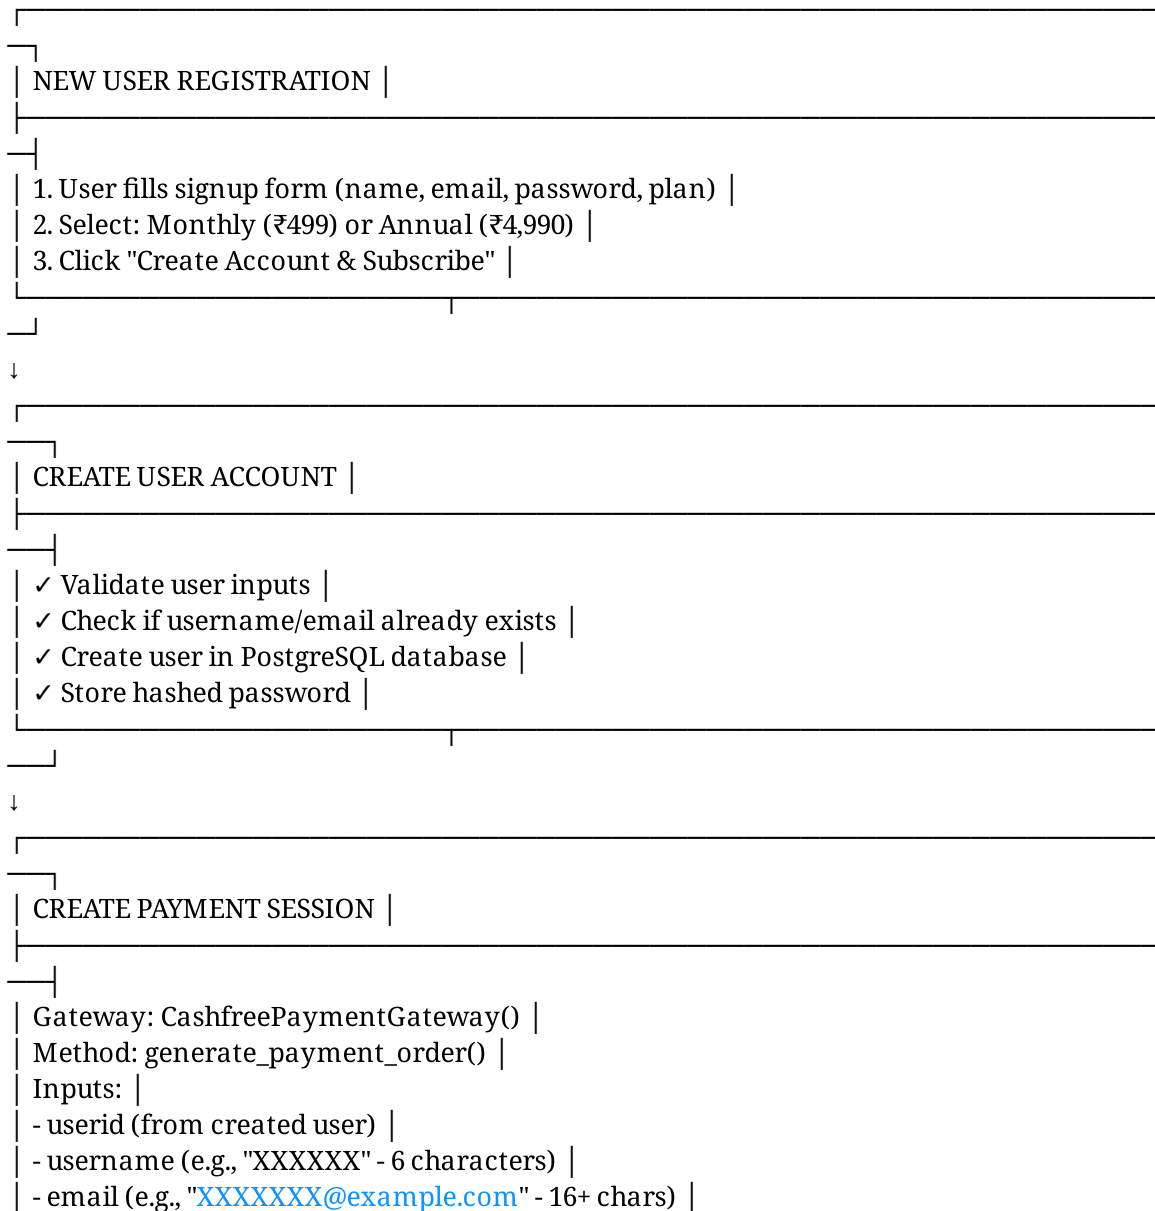 NEW USER REGISTRATION
1. User fills signup form (name, email, password, plan)
2. Select: Monthly (₹499) or Annual (₹4,990)
3. Click "Create Account & Subscribe"
↓
CREATE USER ACCOUNT
✓ Validate user inputs
✓ Check if username/email already exists
✓ Create user in PostgreSQL database
✓ Store hashed password
↓
CREATE PAYMENT SESSION
Gateway: CashfreePaymentGateway()
Method: generate_payment_order()
Inputs:
- userid (from created user)
- username (e.g., "XXXXXX" - 6 characters)
- email (e.g., "XXXXXXX@example.com" - 16+ chars)